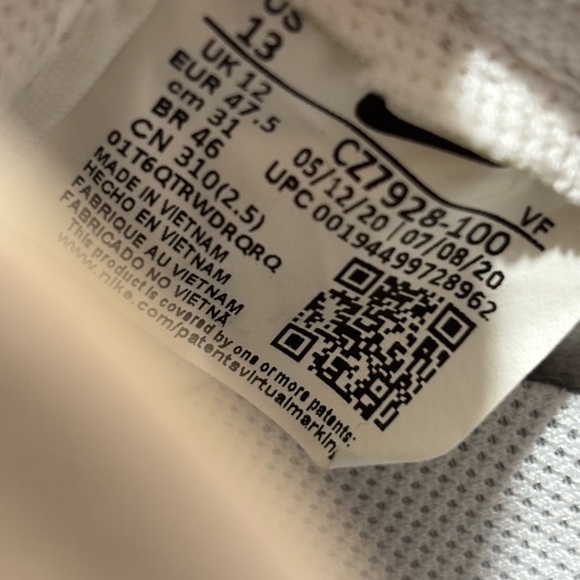 US
13
UK 12
EUR 47.5
cm 31
BR 46
CN 310(2.5)
01T6QTRWDRQRQ
MADE IN VIETNAM
HECHO EN VIETNAM
FABRIQUE AU VIETNAM
FABRICADO NO VIETNÃ
This product is covered by one or more patents:
www.nike.com/patentsvirtualmarkin
VF
CZ7928-100
05/12/20 | 07/08/20
UPC 00194499728962